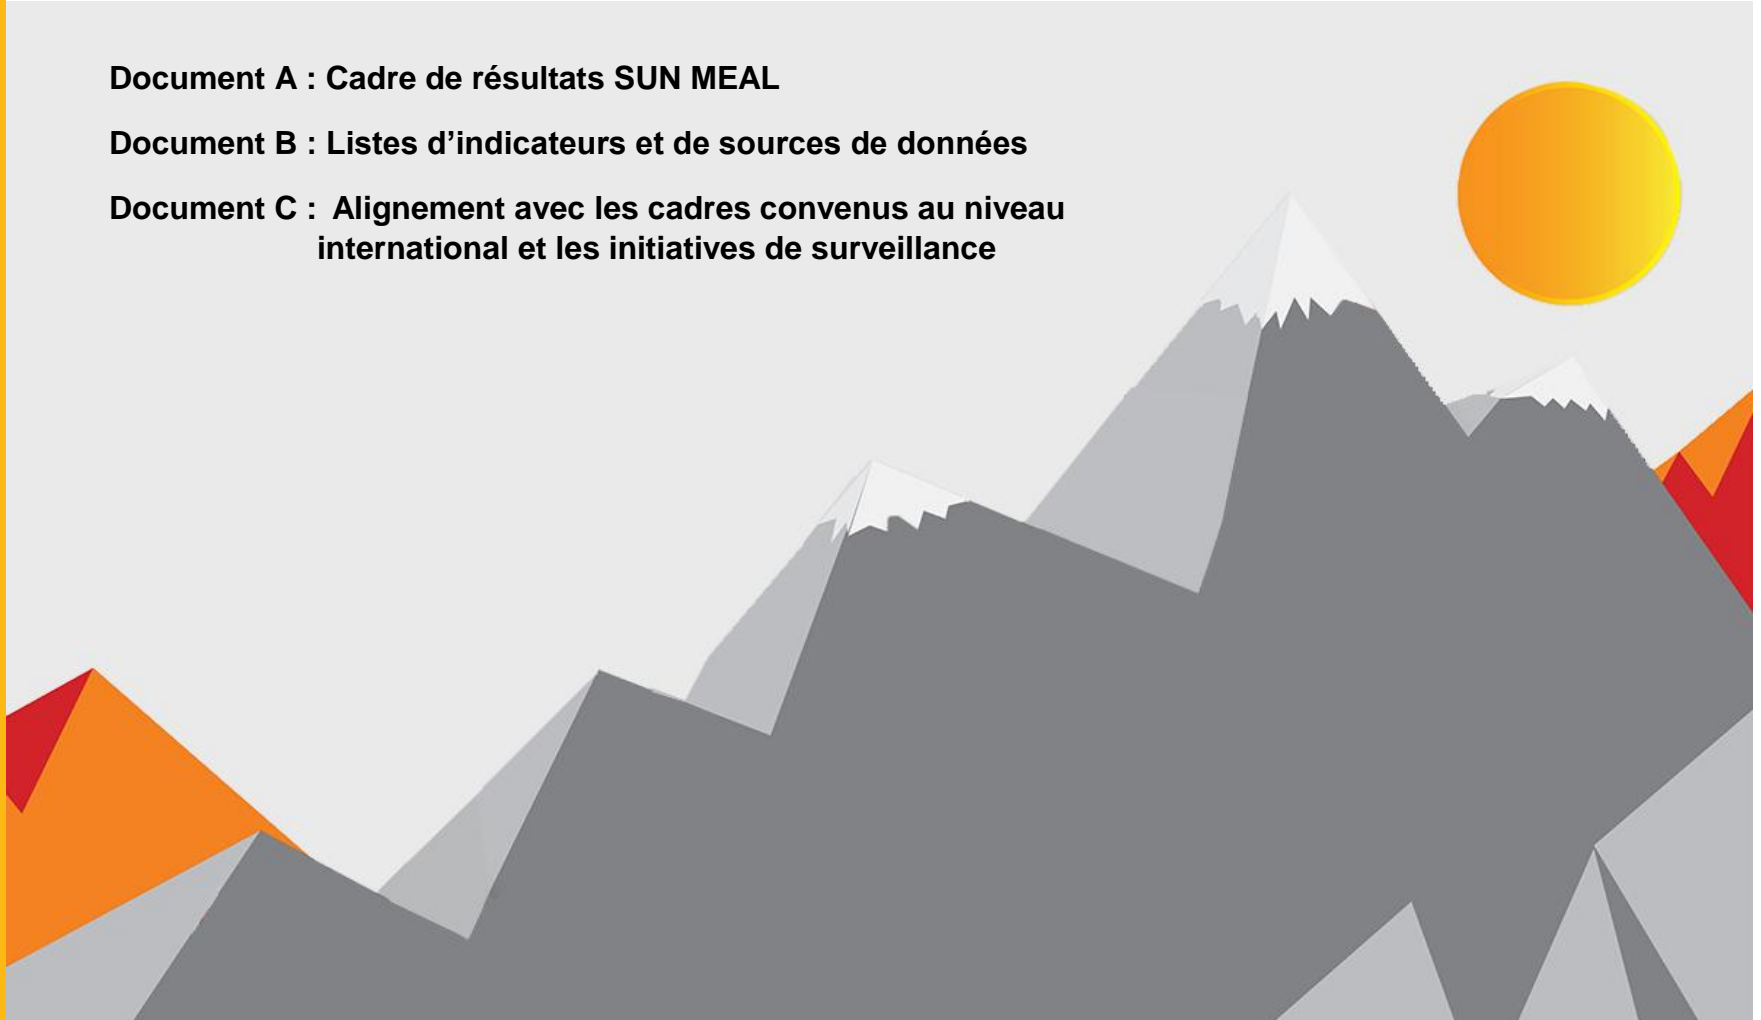 Document A : Cadre de résultats SUN MEAL
Document B : Listes d’indicateurs et de sources de données
Document C :  Alignement avec les cadres convenus au niveau
international et les initiatives de surveillance